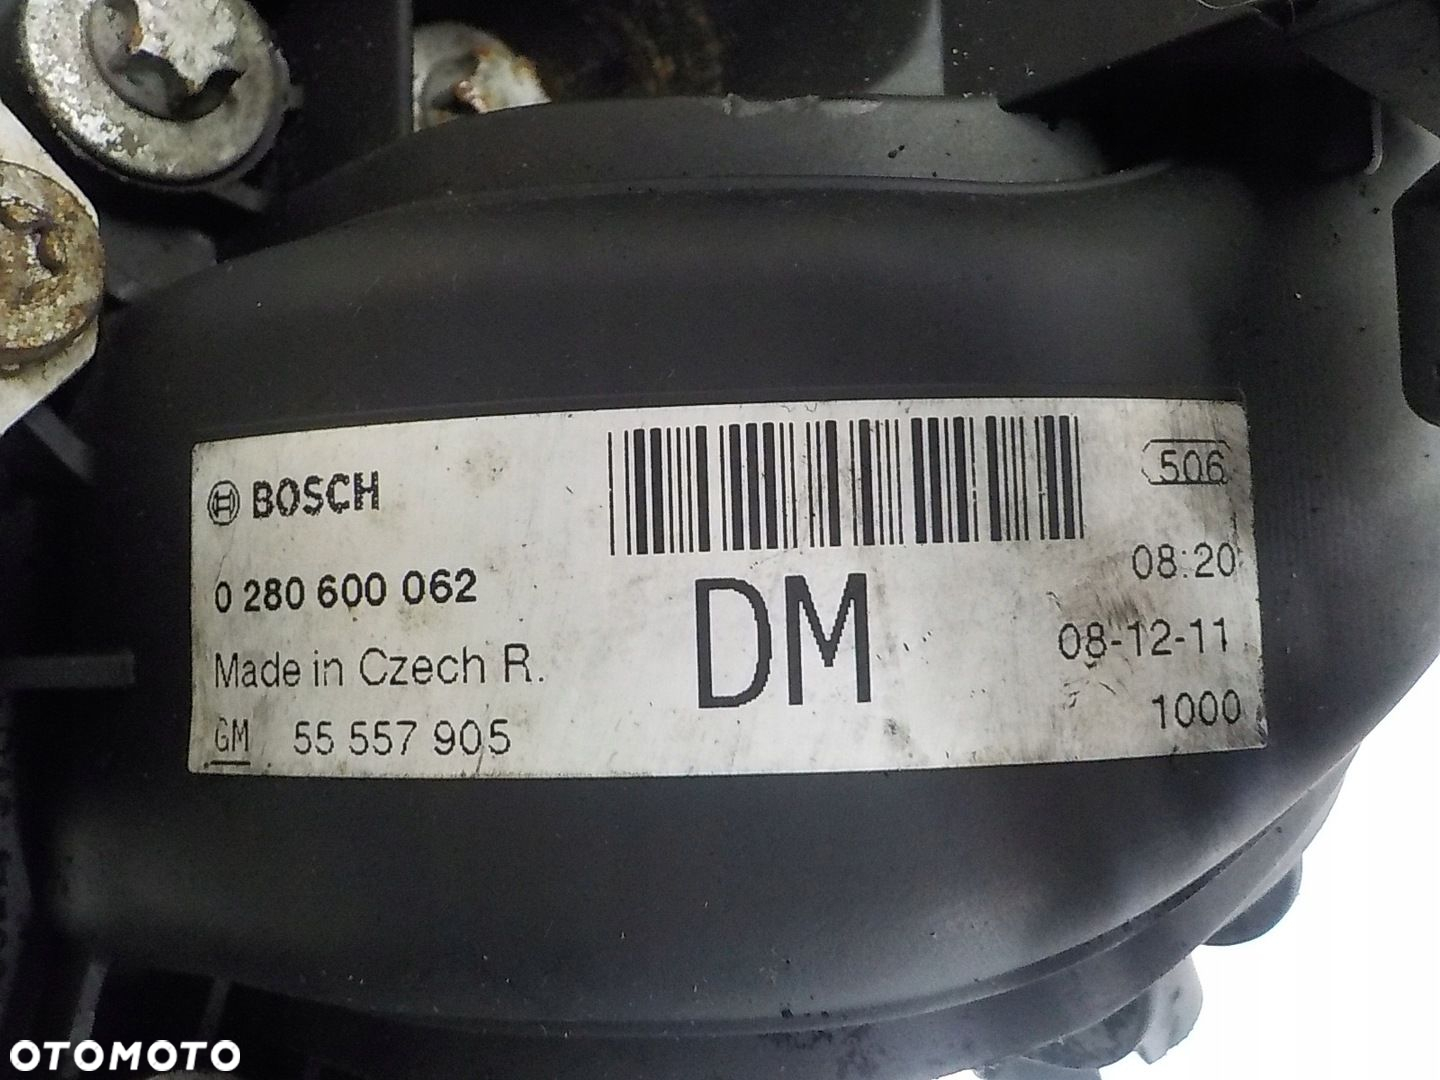 BOSCH
0 280 600 062
Made in Czech R.
GM 55 557 905
DM
506
08:20
08-12-11
1000
OTOMOTO